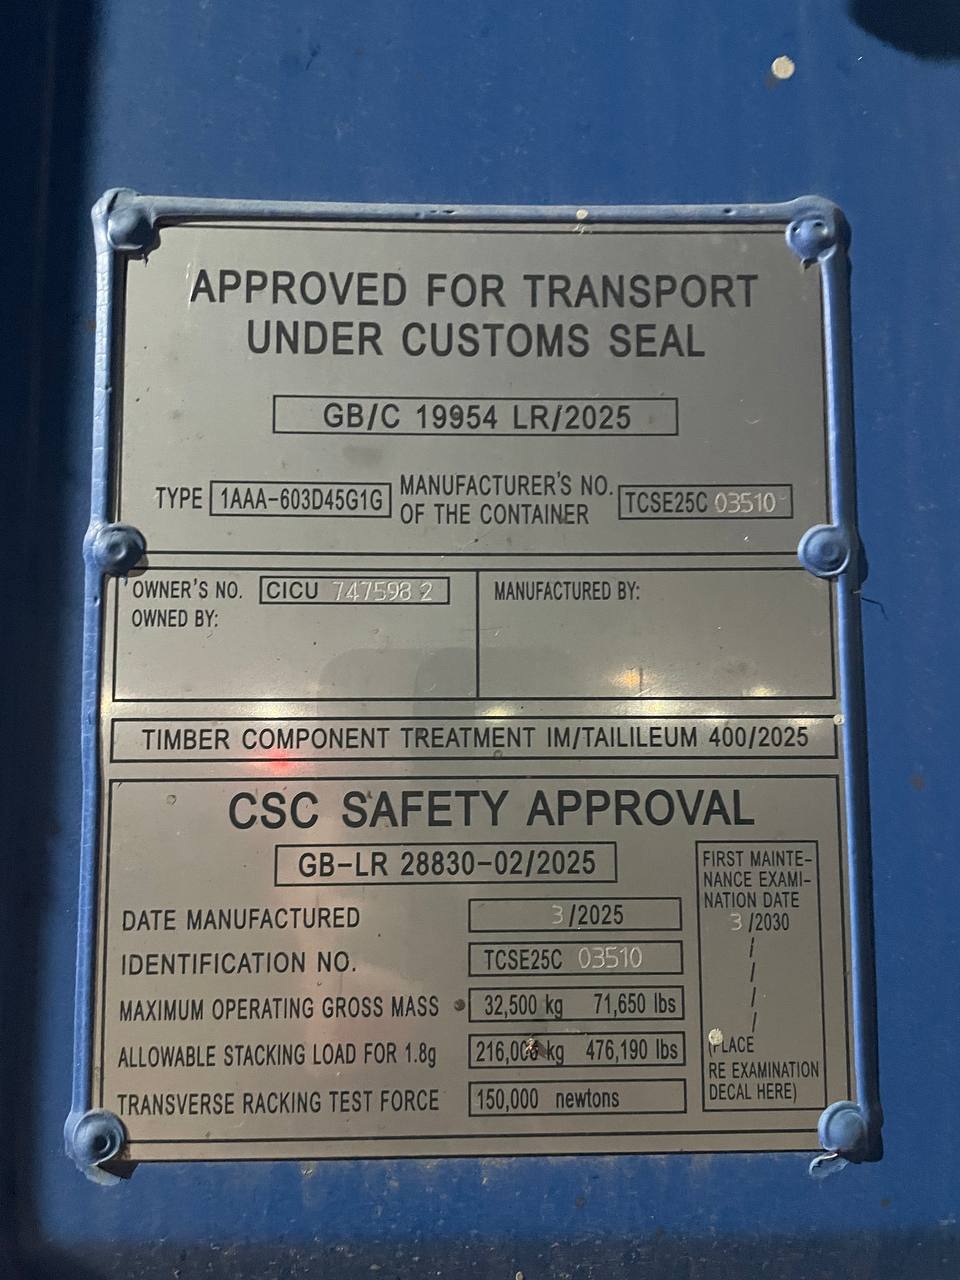 APPROVED FOR TRANSPORT
UNDER CUSTOMS SEAL
GB/C 19954 LR/2025
TYPE 1AAA-603D45G1G MANUFACTURER'S NO. OF THE CONTAINER TCSE25C 03510
OWNER'S NO. CICU 747598 2
OWNED BY:
MANUFACTURED BY:
TIMBER COMPONENT TREATMENT IM/TAILILEUM 400/2025
CSC SAFETY APPROVAL
GB-LR 28830-02/2025
DATE MANUFACTURED 3/2025
IDENTIFICATION NO. TCSE25C 03510
MAXIMUM OPERATING GROSS MASS 32,500 kg 71,650 lbs
ALLOWABLE STACKING LOAD FOR 1.8g 216,000 kg 476,190 lbs
TRANSVERSE RACKING TEST FORCE 150,000 newtons
FIRST MAINTE-
NANCE EXAMI-
NATION DATE
3/2030
/
/
/
/
(PLACE
RE EXAMINATION
DECAL HERE)